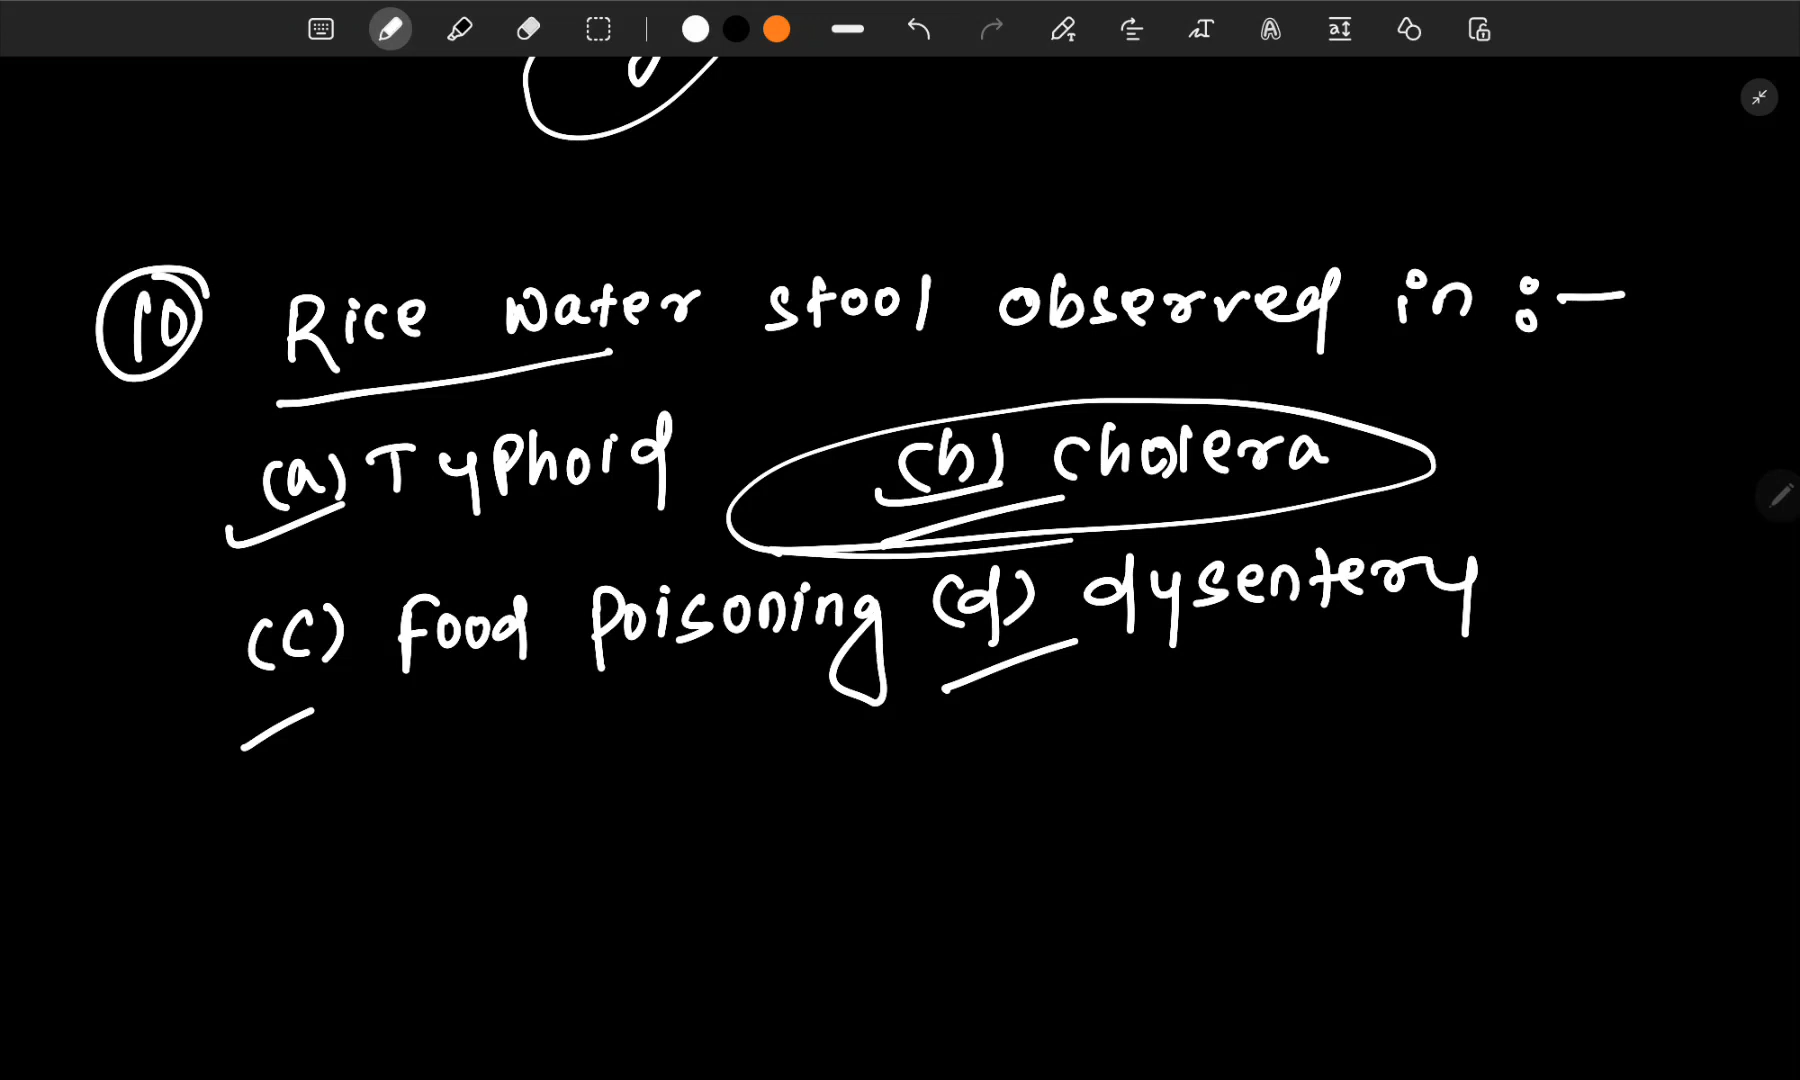 10 Rice water stool observed in :-
(a) Typhoid (b) cholera
(c) food poisoning (d) dysentery